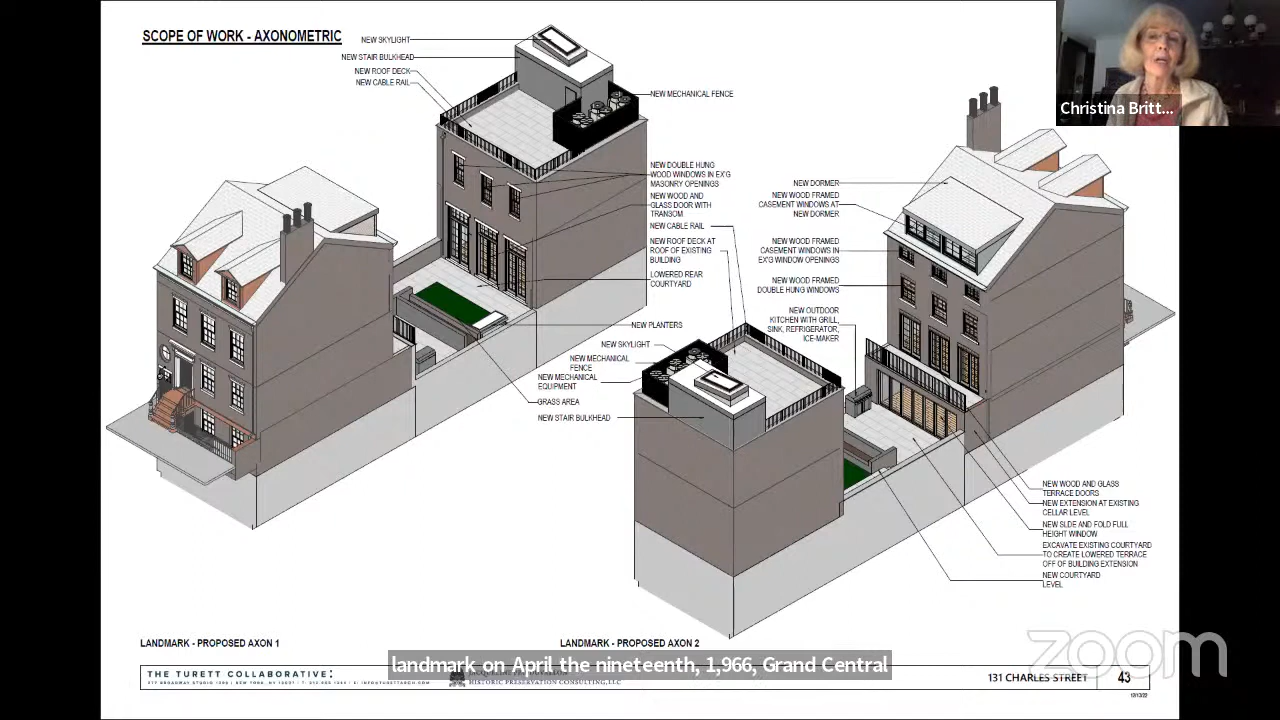 SCOPE OF WORK - AXONOMETRIC
NEW SKYLIGHT
NEW STAIR BULKHEAD
NEW ROOF DECK
NEW CABLE RAIL
NEW MECHANICAL FENCE
NEW DOUBLE HUNG
WOOD WINDOWS IN EX'G
MASONRY OPENINGS
NEW WOOD AND
GLASS DOOR WITH
TRANSOM
NEW CABLE RAIL
NEW ROOF DECK AT
ROOF OF EXISTING
BUILDING
LOWERED REAR
COURTYARD
NEW PLANTERS
NEW SKYLIGHT
NEW MECHANICAL
FENCE
NEW MECHANICAL
EQUIPMENT
GRASS AREA
NEW STAIR BULKHEAD
NEW DORMER
NEW WOOD FRAMED
CASEMENT WINDOWS AT
NEW DORMER
NEW WOOD FRAMED
CASEMENT WINDOWS IN
EX'G WINDOW OPENINGS
NEW WOOD FRAMED
DOUBLE HUNG WINDOWS
NEW OUTDOOR
KITCHEN WITH GRILL,
SINK, REFRIGERATOR,
ICE-MAKER
NEW WOOD AND GLASS
TERRACE DOORS
NEW EXTENSION AT EXISTING
CELLAR LEVEL
NEW SLDE AND FOLD FULL
HEIGHT WINDOW
EXCAVATE EXISTING COURTYARD
TO CREATE LOWERED TERRACE
OFF OF BUILDING EXTENSION
NEW COURTYARD
LEVEL
Christina Britt...
LANDMARK - PROPOSED AXON 1
LANDMARK - PROPOSED AXON 2
landmark on April the nineteenth, 1,966, Grand Central
zoom
THE TURETT COLLABORATIVE:
HISTORIC PRESERVATION CONSULTING, LLC
131 CHARLES STREET
43